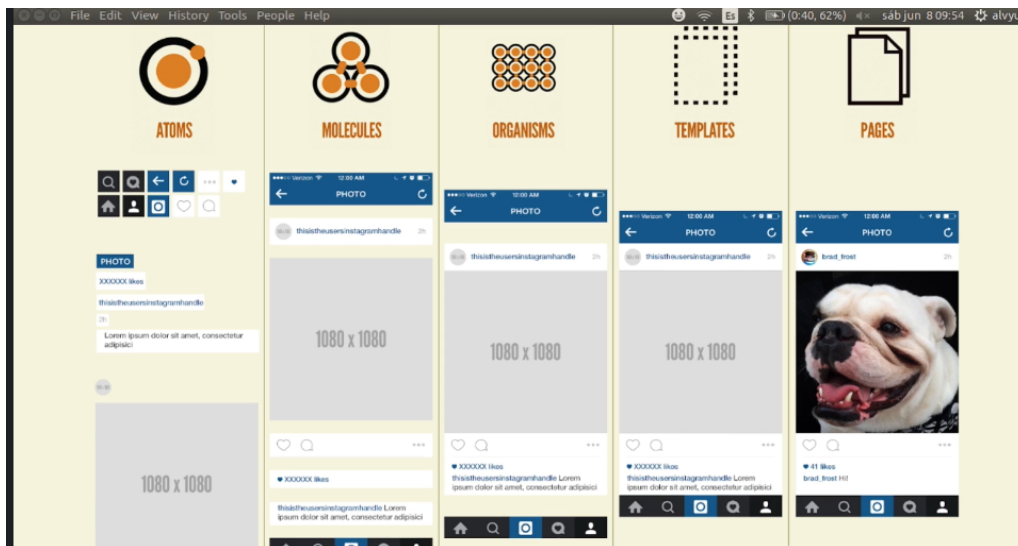 File Edit View History Tools People Help
Es (0:40, 62%) sáb jun 8 09:54 alvyu
ATOMS
MOLECULES
ORGANISMS
TEMPLATES
PAGES
PHOTO
XXXXXX likes
thisistheusersinstagramhandle
2h
Lorem ipsum dolor sit amet, consectetur
adipisici
1080 x 1080
Verizon 12:00 AM
PHOTO
thisistheusersinstagramhandle 2h
1080 x 1080
XXXXXX likes
thisistheusersinstagramhandle Lorem
ipsum dolor sit amet, consectetur adipisici
Verizon 12:00 AM
PHOTO
thisistheusersinstagramhandle 2h
1080 x 1080
XXXXXX likes
thisistheusersinstagramhandle Lorem
ipsum dolor sit amet, consectetur adipisici
Verizon 12:00 AM
PHOTO
thisistheusersinstagramhandle 2h
1080 x 1080
XXXXXX likes
thisistheusersinstagramhandle Lorem
ipsum dolor sit amet, consectetur adipisici
Verizon 12:00 AM
PHOTO
brad_frost 2h
41 likes
brad_frost Hi!